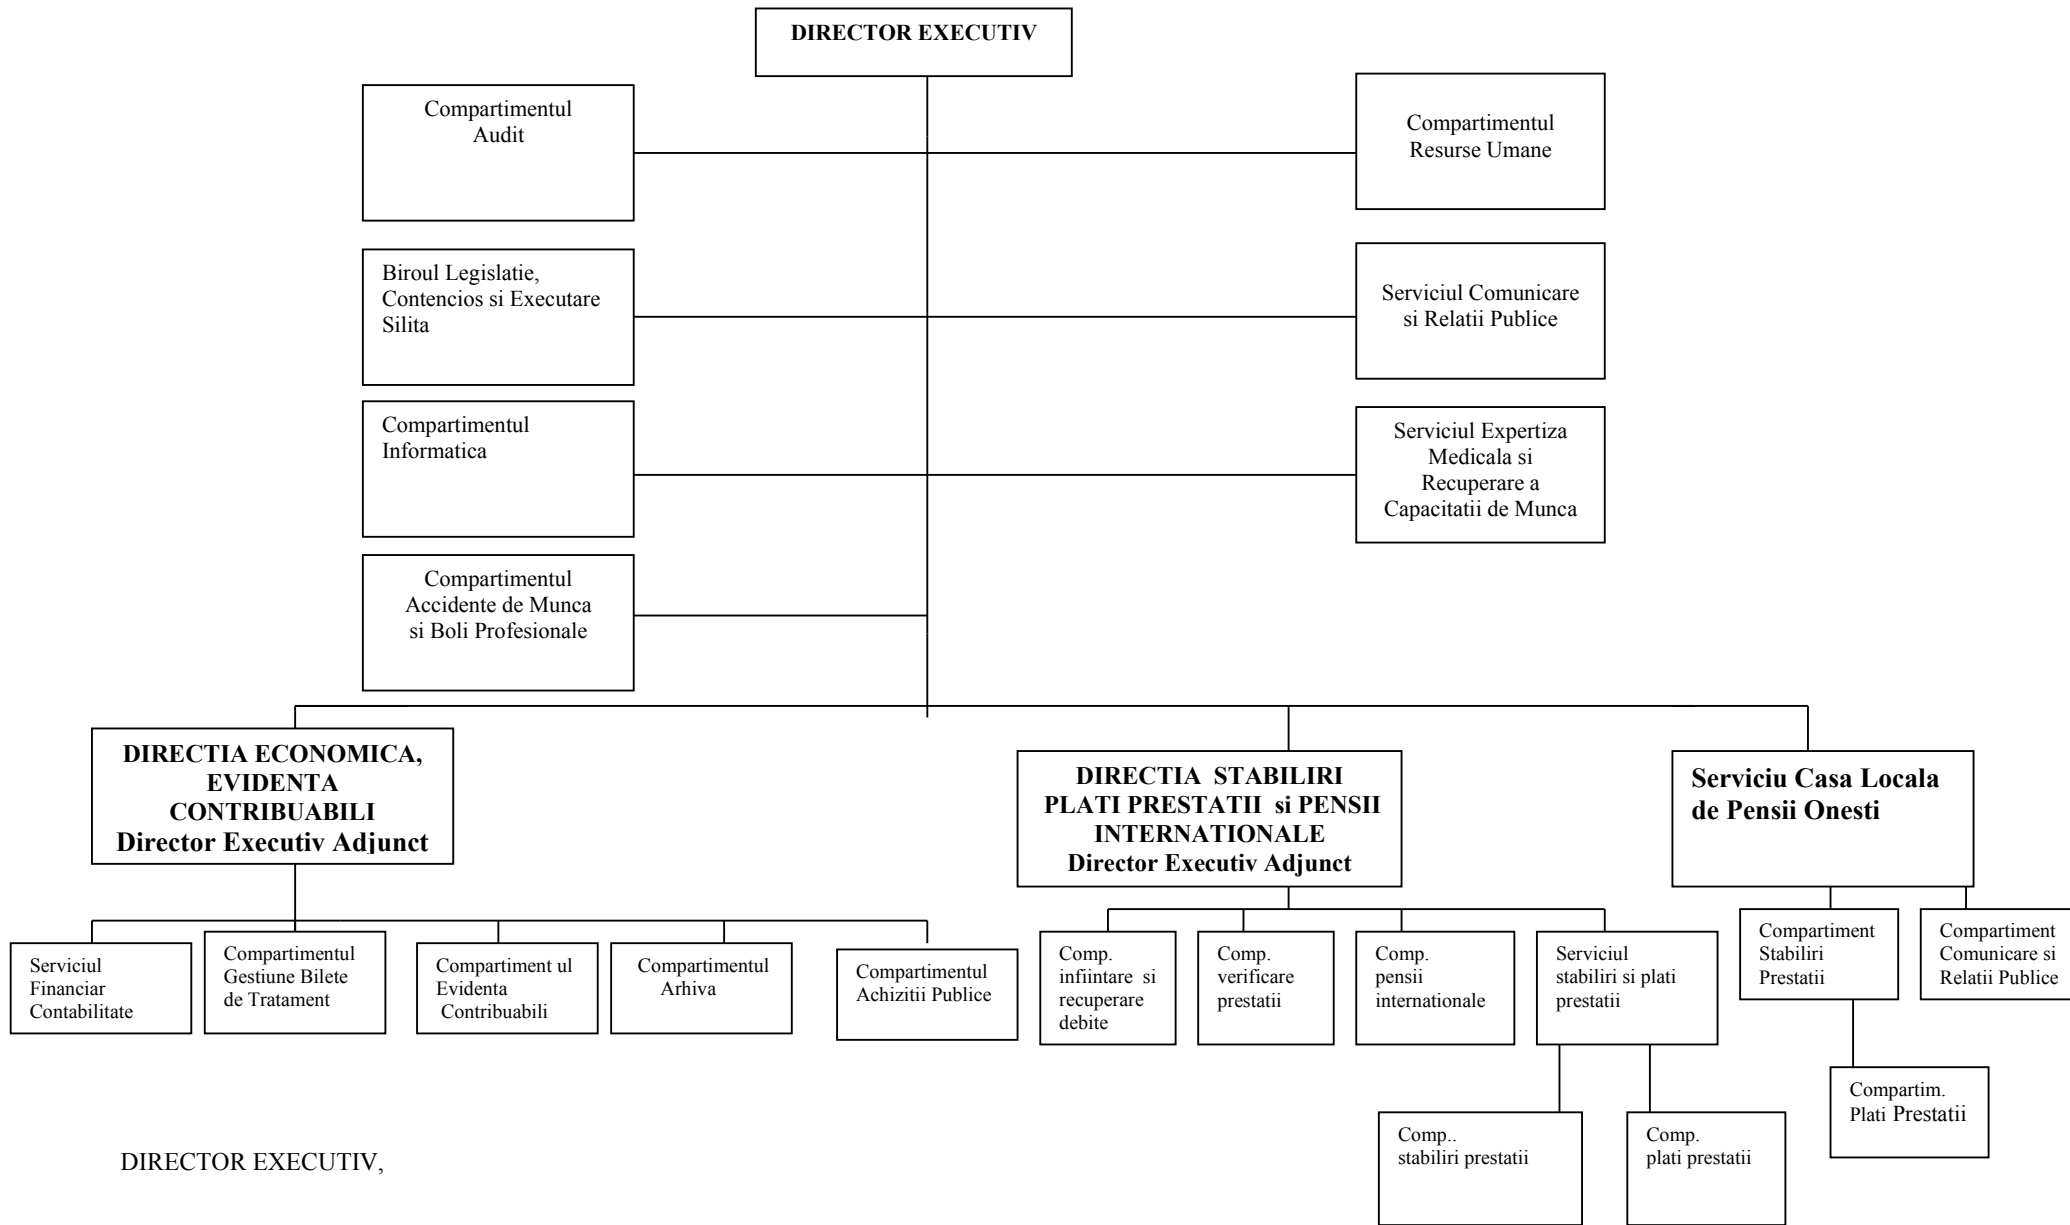 DIRECTOR EXECUTIV
Compartimentul
Audit
Compartimentul
Resurse Umane
Biroul Legislatie,
Contencios si Executare
Silita
Serviciul Comunicare
si Relatii Publice
Compartimentul
Informatica
Serviciul Expertiza
Medicala si
Recuperare a
Capacitatii de Munca
Compartimentul
Accidente de Munca
si Boli Profesionale
DIRECTIA ECONOMICA,
EVIDENTA
CONTRIBUABILI
Director Executiv Adjunct
DIRECTIA STABILIRI
PLATI PRESTATII si PENSII
INTERNATIONALE
Director Executiv Adjunct
Serviciu Casa Locala
de Pensii Onesti
Serviciul
Financiar
Contabilitate
Compartimentul
Gestiune Bilete
de Tratament
Compartiment ul
Evidenta
Contribuabili
Compartimentul
Arhiva
Compartimentul
Achizitii Publice
Comp.
infiintare si
recuperare
debite
Comp.
verificare
prestatii
Comp.
pensii
internationale
Serviciul
stabiliri si plati
prestatii
Compartiment
Stabiliri
Prestatii
Compartiment
Comunicare si
Relatii Publice
Comp..
stabiliri prestatii
Comp.
plati prestatii
Compartim.
Plati Prestatii
DIRECTOR EXECUTIV,